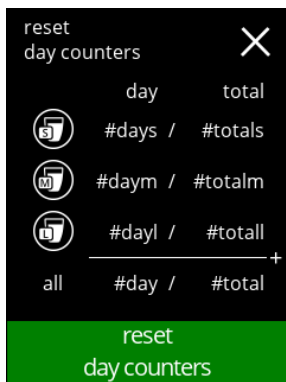 reset
day counters
day total
S #days / #totals
M #daym / #totalm
L #dayl / #totall
+
all #day / #total
reset
day counters